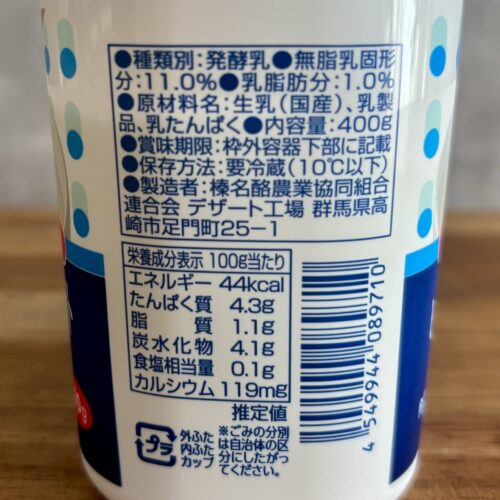 ●種類別:発酵乳●無脂乳固形
分:11.0%●乳脂肪分:1.0%
●原材料名:生乳(国産)、乳製
品、乳たんぱく●内容量:400g
●賞味期限:枠外容器下部に記載
●保存方法:要冷蔵(10℃以下)
●製造者:榛名酪農業協同組合
連合会 デザート工場 群馬県高
崎市足門町25-1
栄養成分表示 100g当たり
エネルギー 44kcal
たんぱく質 4.3g
脂質 1.1g
炭水化物 4.1g
食塩相当量 0.1g
カルシウム 119mg
推定値
プラ
外ふた
内ふた
カップ
※ごみの分別
は自治体の区
分にしたがっ
てください。
4 549944 089710